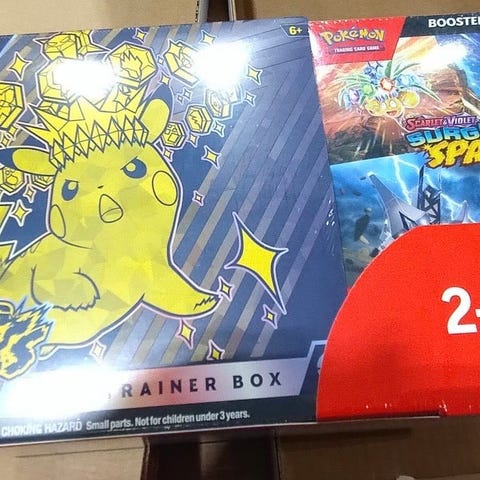 6+
RAINER BOX
CHOKING HAZARD Small parts. Not for children under 3 years.
BOOSTE
POKÉMON
TRADING CARD GAME
SCARLET & VIOLET
SURG
SPA
2-